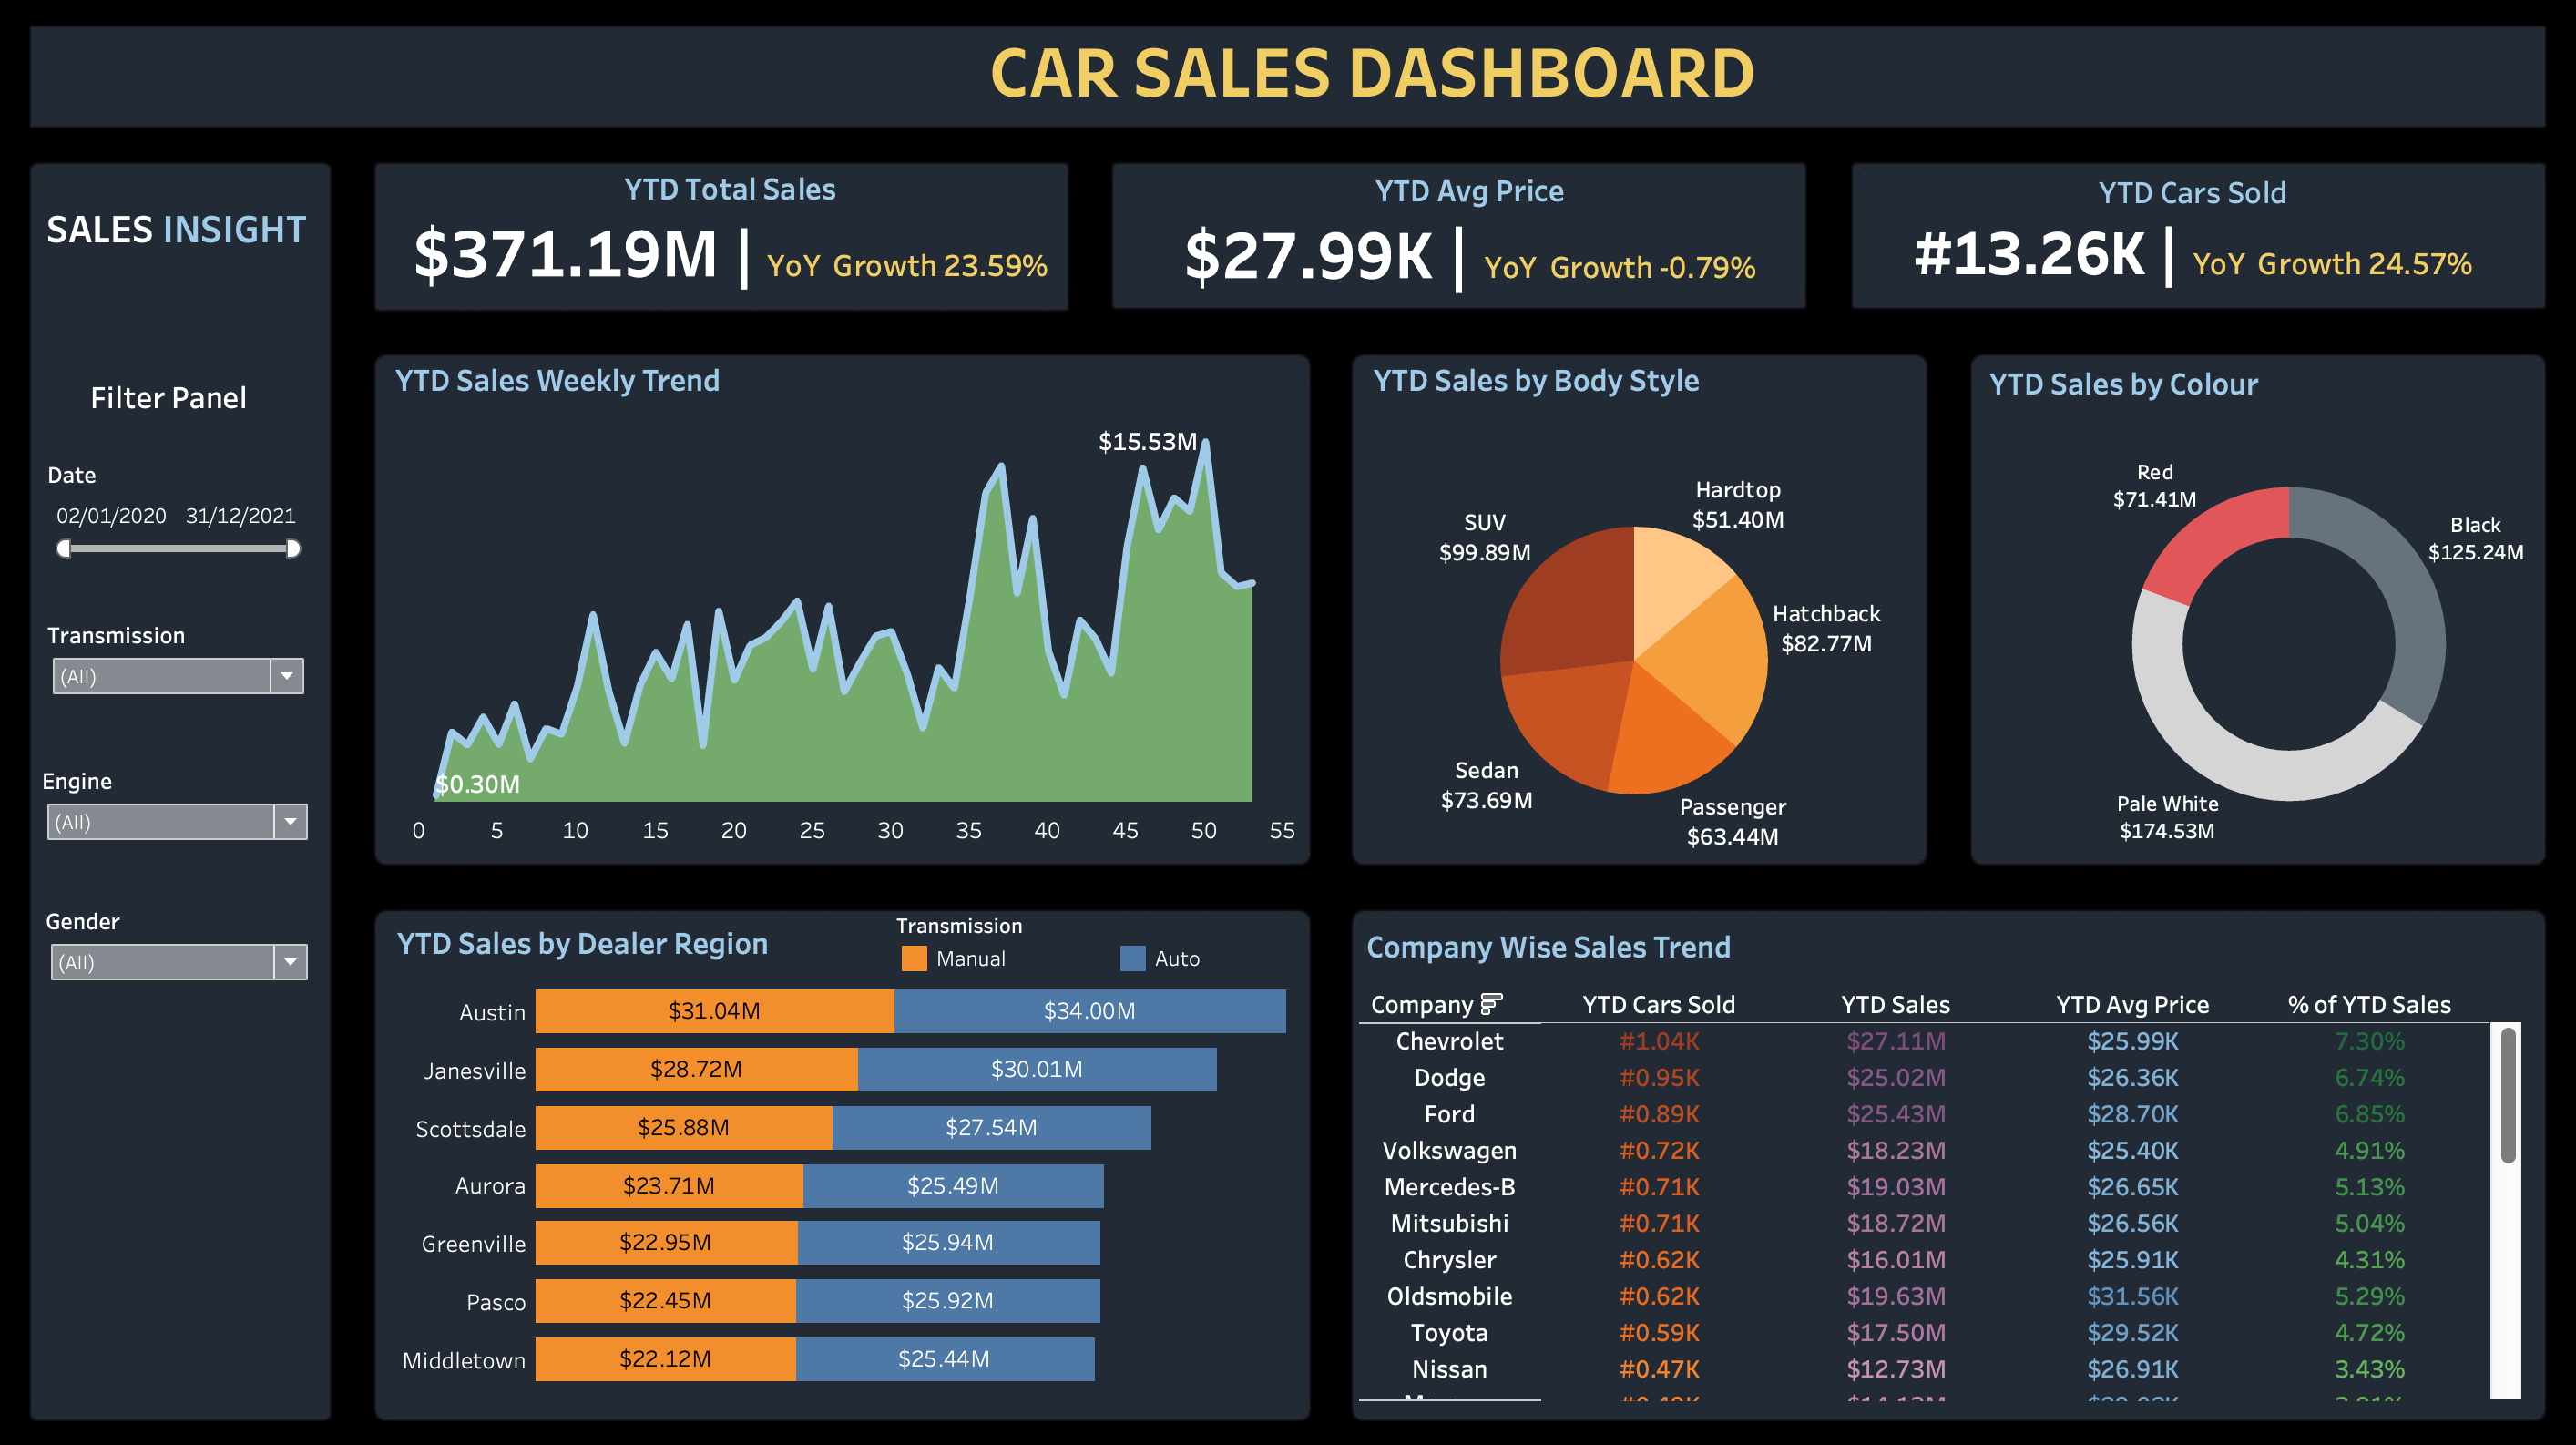 CAR SALES DASHBOARD
SALES INSIGHT
Filter Panel
Date
02/01/2020 31/12/2021
Transmission
(All)
Engine
(All)
Gender
(All)
YTD Total Sales
$371.19M | YoY Growth 23.59%
YTD Avg Price
$27.99K | YoY Growth -0.79%
YTD Cars Sold
#13.26K | YoY Growth 24.57%
YTD Sales Weekly Trend
$15.53M
$0.30M
0 5 10 15 20 25 30 35 40 45 50 55
YTD Sales by Body Style
Hardtop
$51.40M
SUV
$99.89M
Hatchback
$82.77M
Sedan
$73.69M
Passenger
$63.44M
YTD Sales by Colour
Red
$71.41M
Black
$125.24M
Pale White
$174.53M
YTD Sales by Dealer Region
Transmission
Manual Auto
Austin $31.04M $34.00M
Janesville $28.72M $30.01M
Scottsdale $25.88M $27.54M
Aurora $23.71M $25.49M
Greenville $22.95M $25.94M
Pasco $22.45M $25.92M
Middletown $22.12M $25.44M
Company Wise Sales Trend
Company YTD Cars Sold YTD Sales YTD Avg Price % of YTD Sales
Chevrolet #1.04K $27.11M $25.99K 7.30%
Dodge #0.95K $25.02M $26.36K 6.74%
Ford #0.89K $25.43M $28.70K 6.85%
Volkswagen #0.72K $18.23M $25.40K 4.91%
Mercedes-B #0.71K $19.03M $26.65K 5.13%
Mitsubishi #0.71K $18.72M $26.56K 5.04%
Chrysler #0.62K $16.01M $25.91K 4.31%
Oldsmobile #0.62K $19.63M $31.56K 5.29%
Toyota #0.59K $17.50M $29.52K 4.72%
Nissan #0.47K $12.73M $26.91K 3.43%